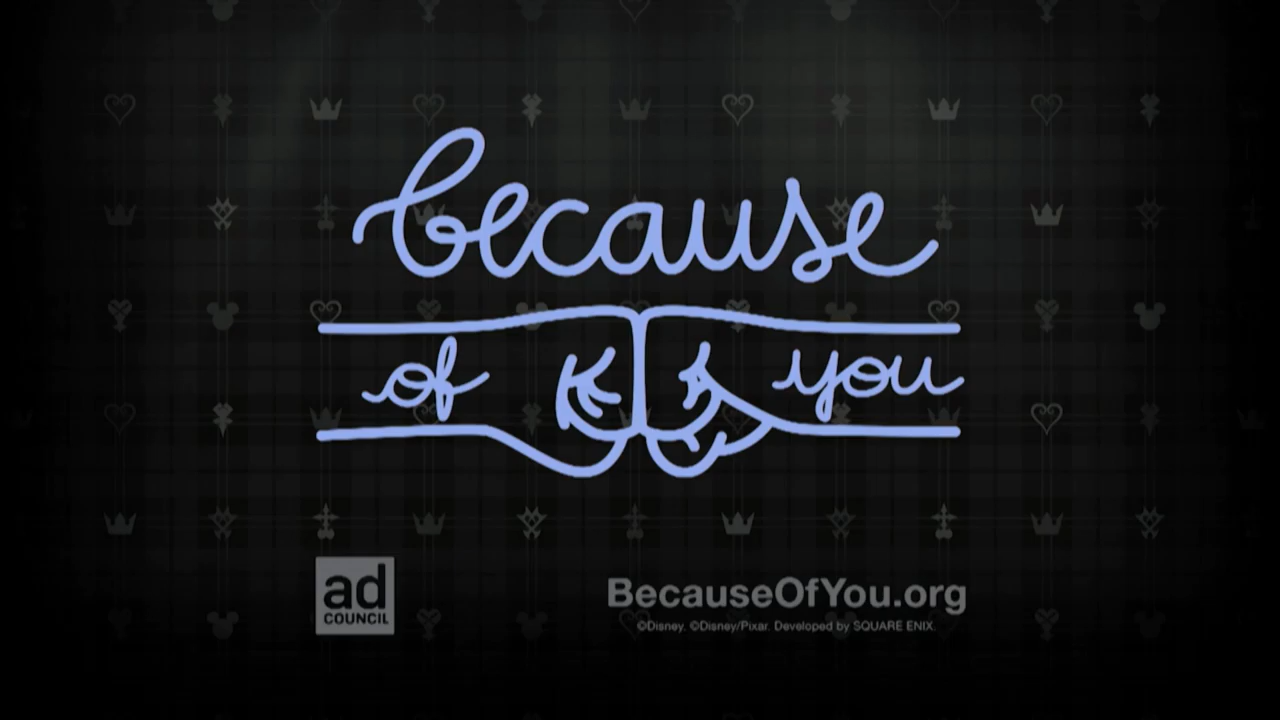 because
of you
ad
COUNCIL
BecauseOfYou.org
©Disney. ©Disney/Pixar. Developed by SQUARE ENIX.